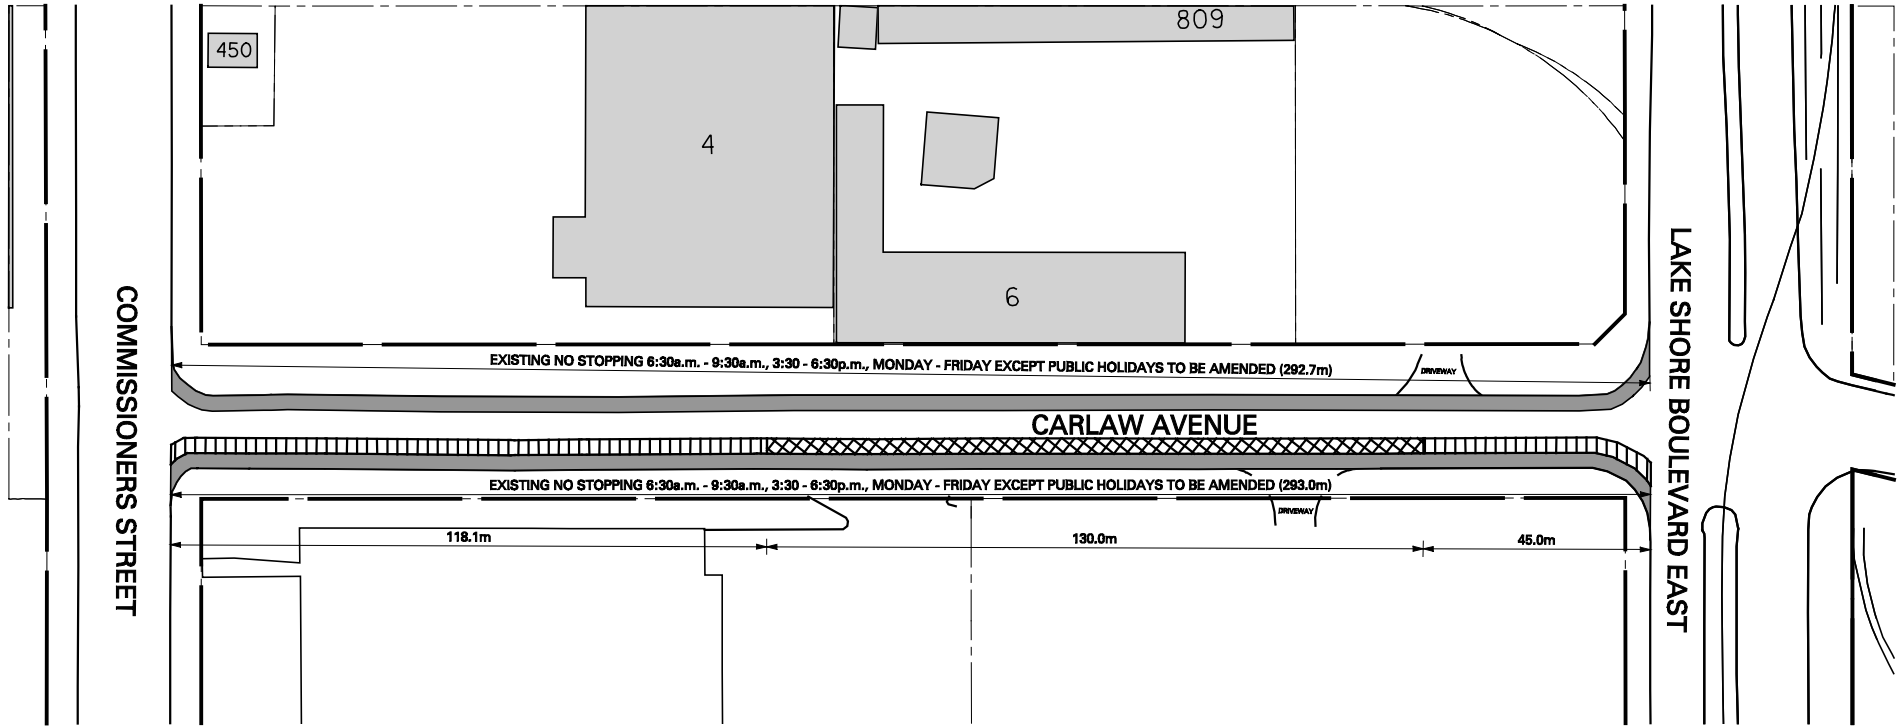 809
450
4
6
EXISTING NO STOPPING 6:30a.m. - 9:30a.m., 3:30 - 6:30p.m., MONDAY - FRIDAY EXCEPT PUBLIC HOLIDAYS TO BE AMENDED (292.7m)
DRIVEWAY
CARLAW AVENUE
COMMISSIONERS STREET
LAKE SHORE BOULEVARD EAST
EXISTING NO STOPPING 6:30a.m. - 9:30a.m., 3:30 - 6:30p.m., MONDAY - FRIDAY EXCEPT PUBLIC HOLIDAYS TO BE AMENDED (293.0m)
DRIVEWAY
118.1m
130.0m
45.0m